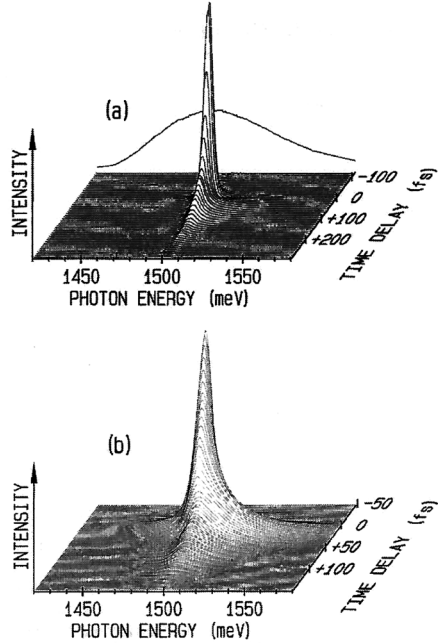 (a)
INTENSITY
-100
0
+100
+200
TIME DELAY (fs)
1450 1500 1550
PHOTON ENERGY (meV)
(b)
INTENSITY
-50
0
+50
+100
TIME DELAY (fs)
1450 1500 1550
PHOTON ENERGY (meV)